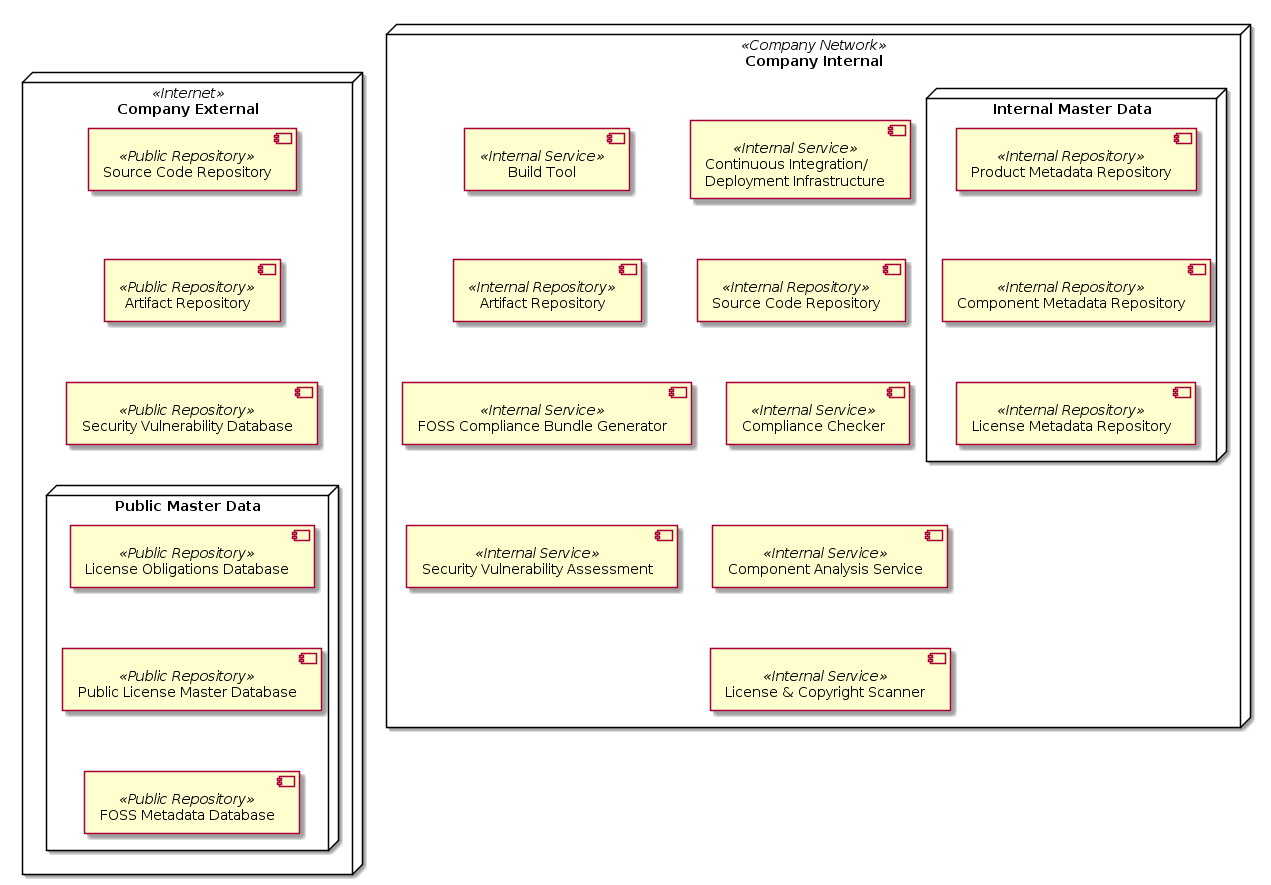 «Internet»
Company External
«Public Repository»
Source Code Repository
«Public Repository»
Artifact Repository
«Public Repository»
Security Vulnerability Database
Public Master Data
«Public Repository»
License Obligations Database
«Public Repository»
Public License Master Database
«Public Repository»
FOSS Metadata Database
«Company Network»
Company Internal
«Internal Service»
Build Tool
«Internal Service»
Continuous Integration/
Deployment Infrastructure
«Internal Repository»
Artifact Repository
«Internal Repository»
Source Code Repository
«Internal Service»
FOSS Compliance Bundle Generator
«Internal Service»
Compliance Checker
«Internal Service»
Security Vulnerability Assessment
«Internal Service»
Component Analysis Service
«Internal Service»
License & Copyright Scanner
Internal Master Data
«Internal Repository»
Product Metadata Repository
«Internal Repository»
Component Metadata Repository
«Internal Repository»
License Metadata Repository